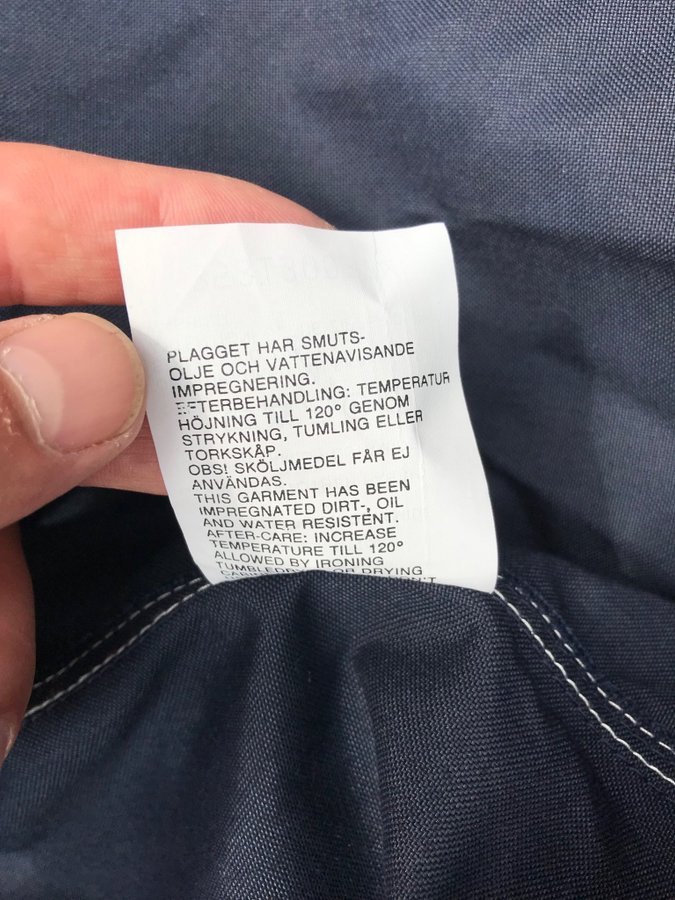 PLAGGET HAR SMUTS-
OLJE OCH VATTENAVISANDE
IMPREGNERING.
EFTERBEHANDLING: TEMPERATUR
HÖJNING TILL 120° GENOM
STRYKNING, TUMLING ELLER
TORKSKÅP.
OBS! SKÖLJMEDEL FÅR EJ
ANVÄNDAS.
THIS GARMENT HAS BEEN
IMPREGNATED DIRT-, OIL
AND WATER RESISTENT.
AFTER-CARE: INCREASE
TEMPERATURE TILL 120°
ALLOWED BY IRONING
OR DRYING